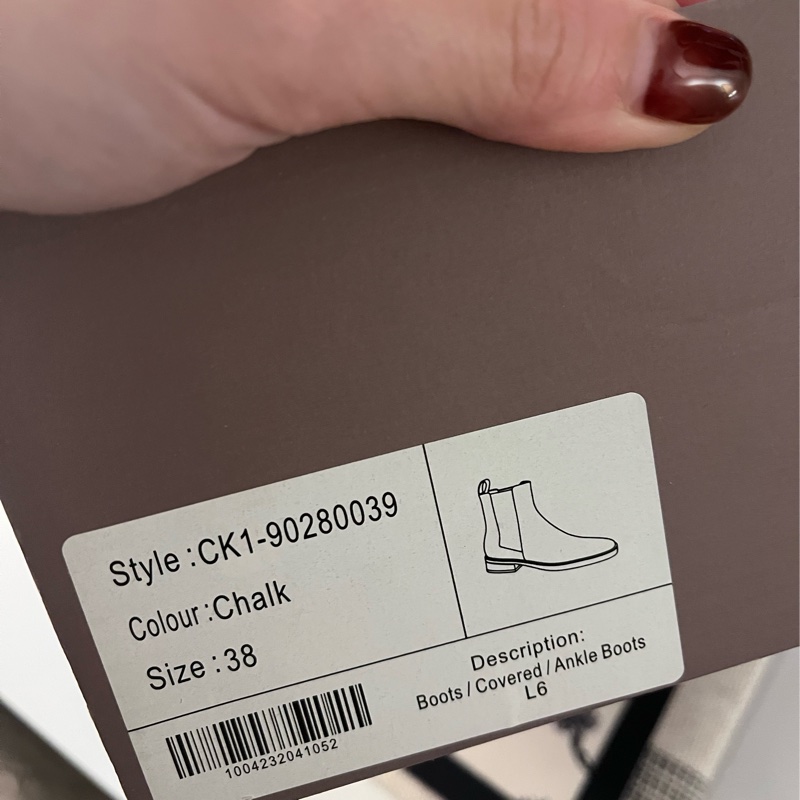 Style :CK1-90280039
Colour :Chalk
Size : 38
Description:
Boots / Covered / Ankle Boots
L6
1004232041052